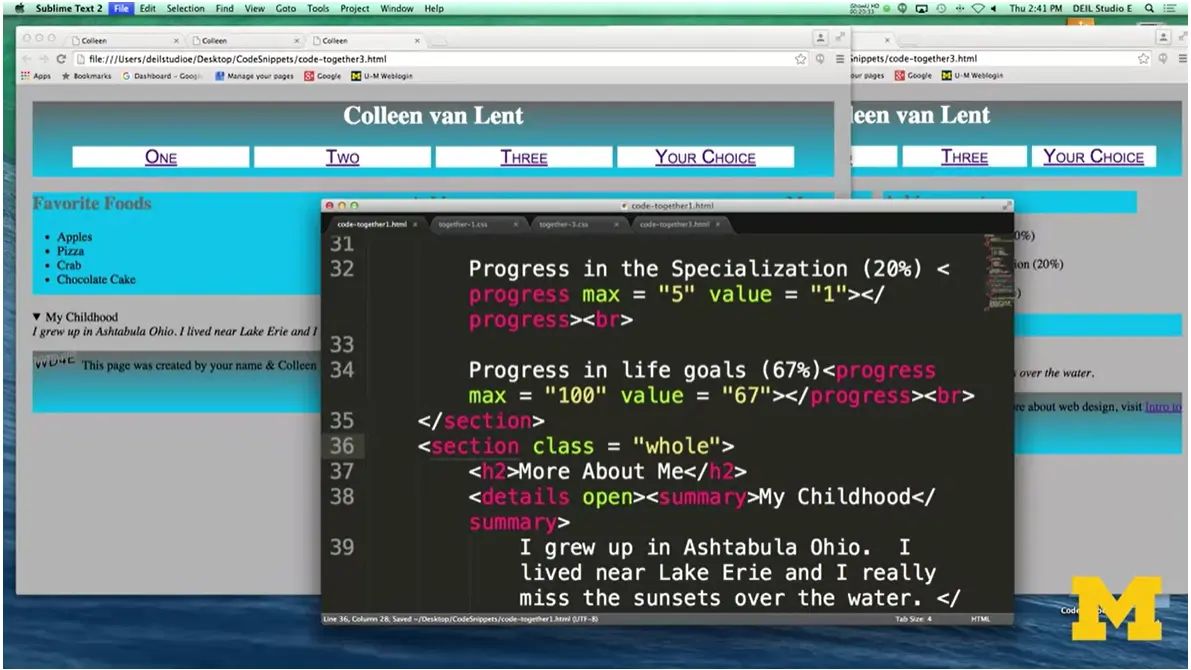 Sublime Text 2 File Edit Selection Find View Goto Tools Project Window Help Thu 2:41 PM DEIL Studio E
Colleen Colleen Colleen
file:///Users/deilstudioe/Desktop/CodeSnippets/code-together3.html
nippets/code-together3.html
Apps Bookmarks Dashboard - Googl Manage your pages Google U-M Weblogin
our pages Google U-M Weblogin
Colleen van Lent
leen van Lent
One Two Three Your Choice
Three Your Choice
Favorite Foods
Apples
Pizza
Crab
Chocolate Cake
My Childhood
I grew up in Ashtabula Ohio. I lived near Lake Erie and I
WD4E This page was created by your name & Colleen
0%)
ion (20%)
)
s over the water.
re about web design, visit Intro to
code-together1.html
code-together1.html together-1.css together-3.css code-together3.html
31
32 Progress in the Specialization (20%) <
progress max = "5" value = "1"></
progress><br>
33
34 Progress in life goals (67%)<progress
max = "100" value = "67"></progress><br>
35 </section>
36 <section class = "whole">
37 <h2>More About Me</h2>
38 <details open><summary>My Childhood</
summary>
39 I grew up in Ashtabula Ohio.  I
lived near Lake Erie and I really
miss the sunsets over the water. </
Line 36, Column 28; Saved ~/Desktop/CodeSnippets/code-together1.html (UTF-8) Tab Size: 4 HTML
M